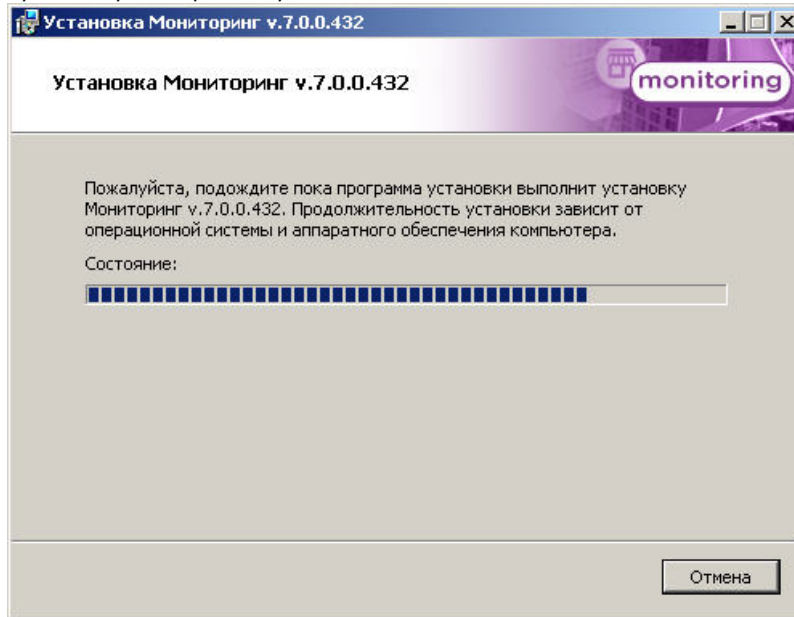 Установка Мониторинг v.7.0.0.432
Установка Мониторинг v.7.0.0.432
monitoring
Пожалуйста, подождите пока программа установки выполнит установку
Мониторинг v.7.0.0.432. Продолжительность установки зависит от
операционной системы и аппаратного обеспечения компьютера.
Состояние:
Отмена